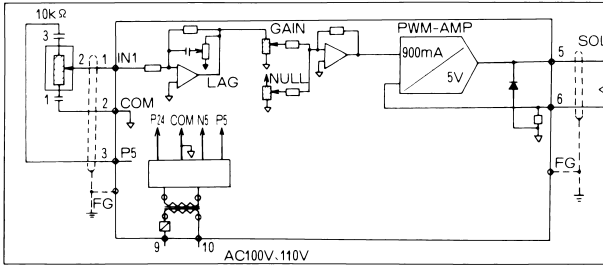 10kΩ
3
2
1
IN1
LAG
GAIN
NULL
PWM-AMP
900mA
5V
5
SOL
6
1
2
COM
P24 COM N5 P5
3
P5
FG
FG
9
10
AC100V、110V